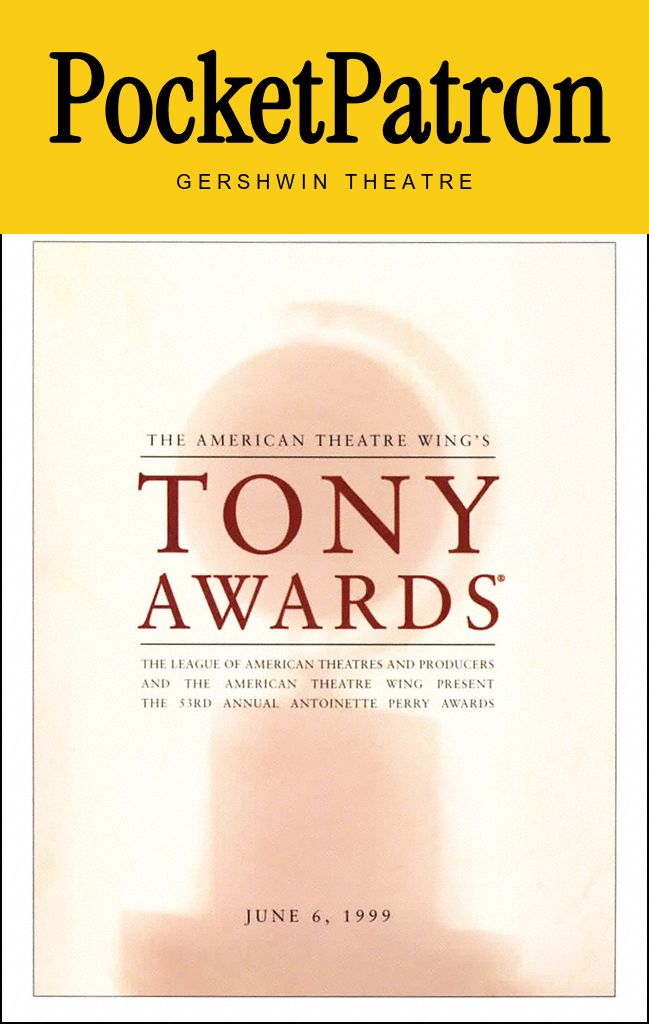 PocketPatron
GERSHWIN THEATRE
THE AMERICAN THEATRE WING'S
TONY
AWARDS®
THE LEAGUE OF AMERICAN THEATRES AND PRODUCERS
AND THE AMERICAN THEATRE WING PRESENT
THE 53RD ANNUAL ANTOINETTE PERRY AWARDS
JUNE 6, 1999